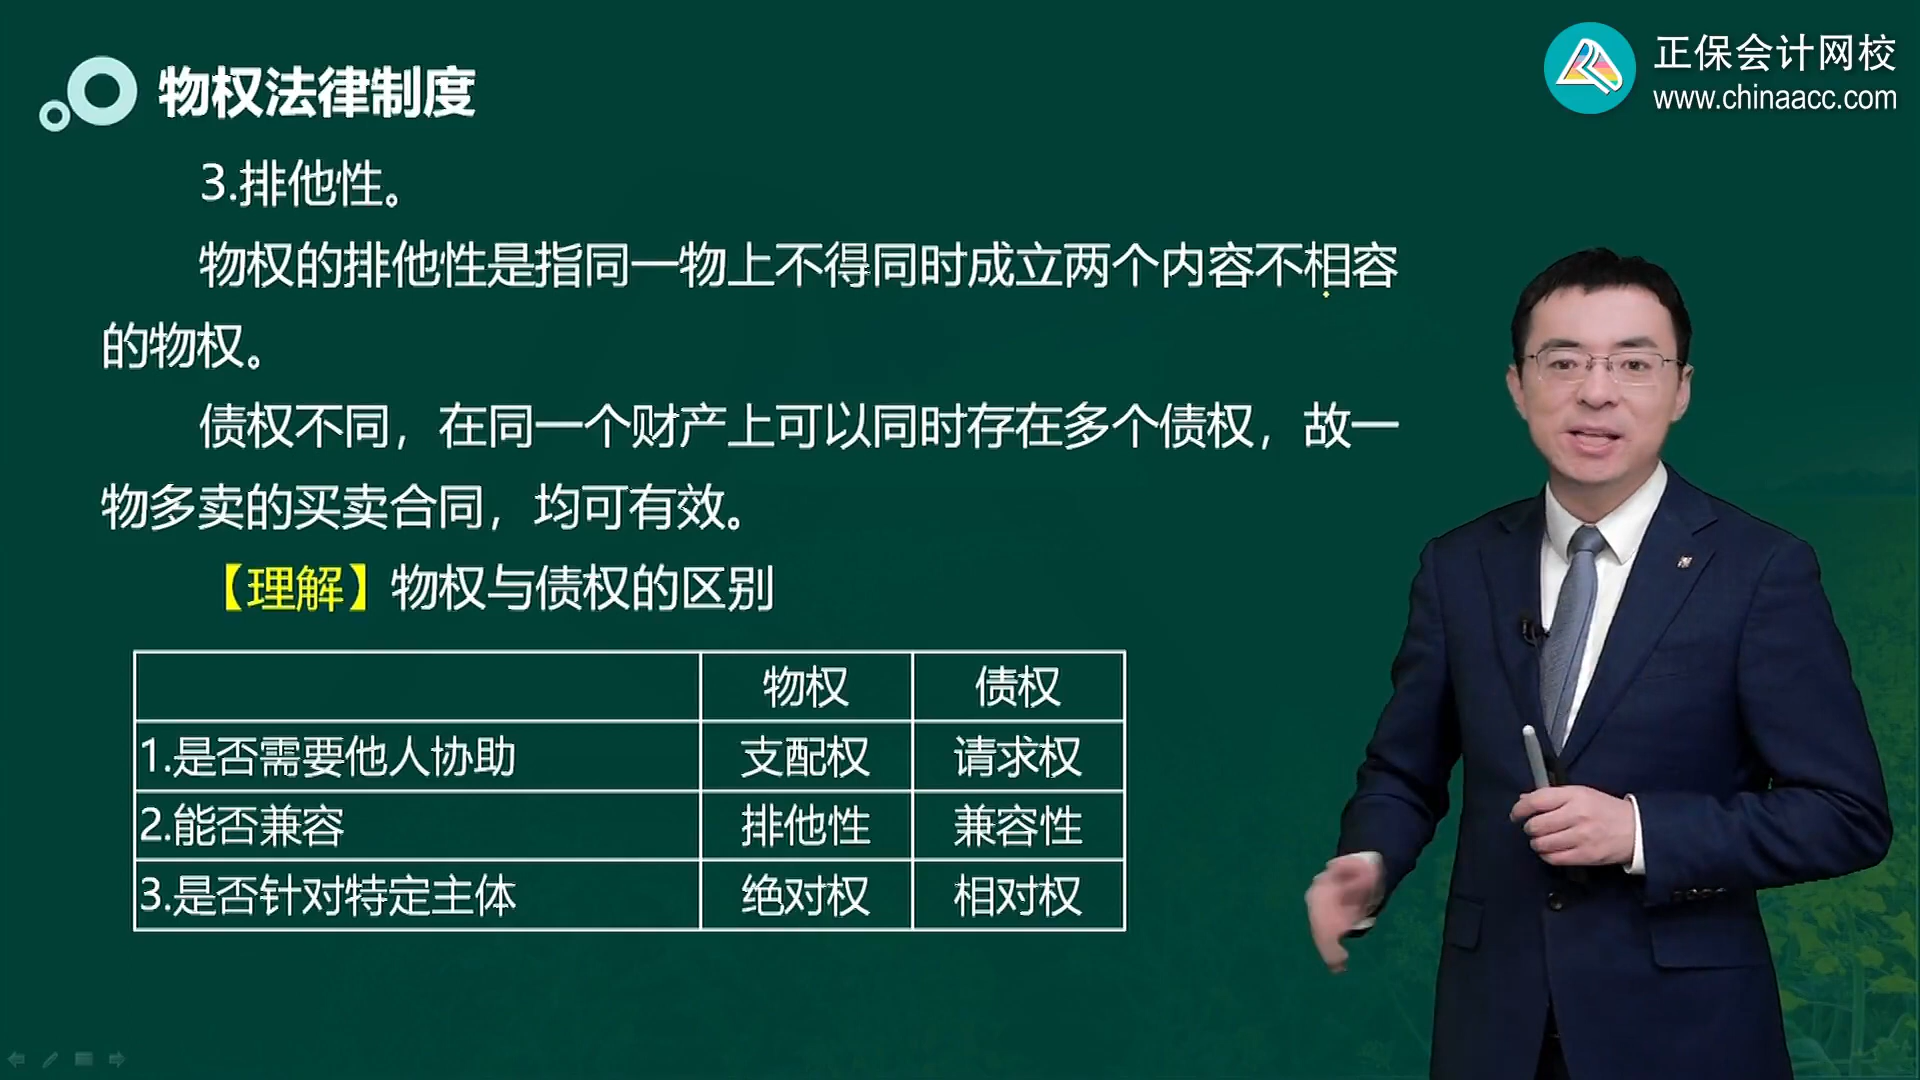 物权法律制度
正保会计网校
www.chinaacc.com
3.排他性。
物权的排他性是指同一物上不得同时成立两个内容不相容
的物权。
债权不同，在同一个财产上可以同时存在多个债权，故一
物多卖的买卖合同，均可有效。
【理解】物权与债权的区别
物权 债权
1.是否需要他人协助 支配权 请求权
2.能否兼容 排他性 兼容性
3.是否针对特定主体 绝对权 相对权